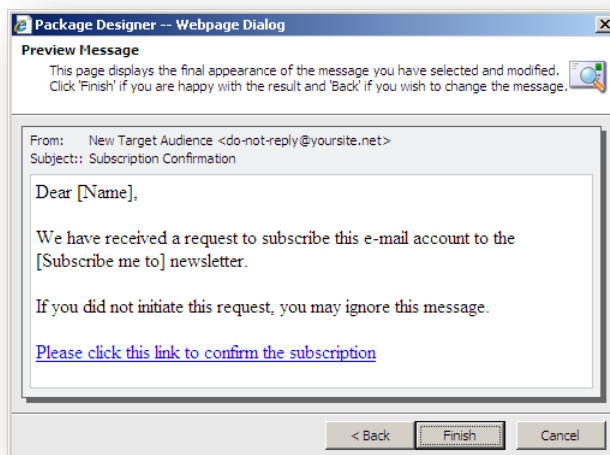 Package Designer -- Webpage Dialog
Preview Message
This page displays the final appearance of the message you have selected and modified.
Click 'Finish' if you are happy with the result and 'Back' if you wish to change the message.
From: New Target Audience <do-not-reply@yoursite.net>
Subject:: Subscription Confirmation
Dear [Name],
We have received a request to subscribe this e-mail account to the
[Subscribe me to] newsletter.
If you did not initiate this request, you may ignore this message.
Please click this link to confirm the subscription
< Back Finish Cancel